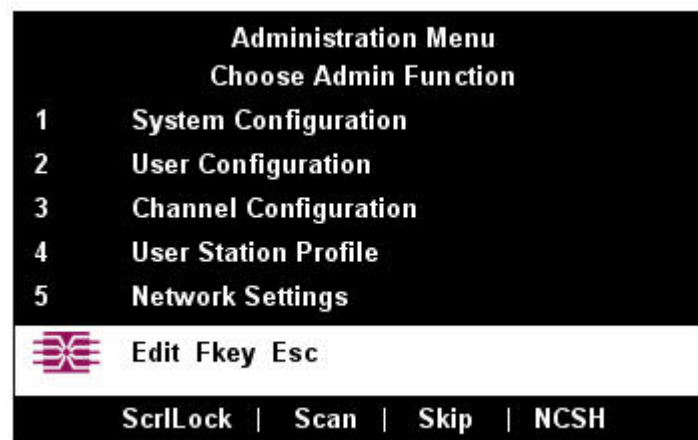 Administration Menu
Choose Admin Function
1 System Configuration
2 User Configuration
3 Channel Configuration
4 User Station Profile
5 Network Settings
Edit Fkey Esc
ScrlLock | Scan | Skip | NCSH